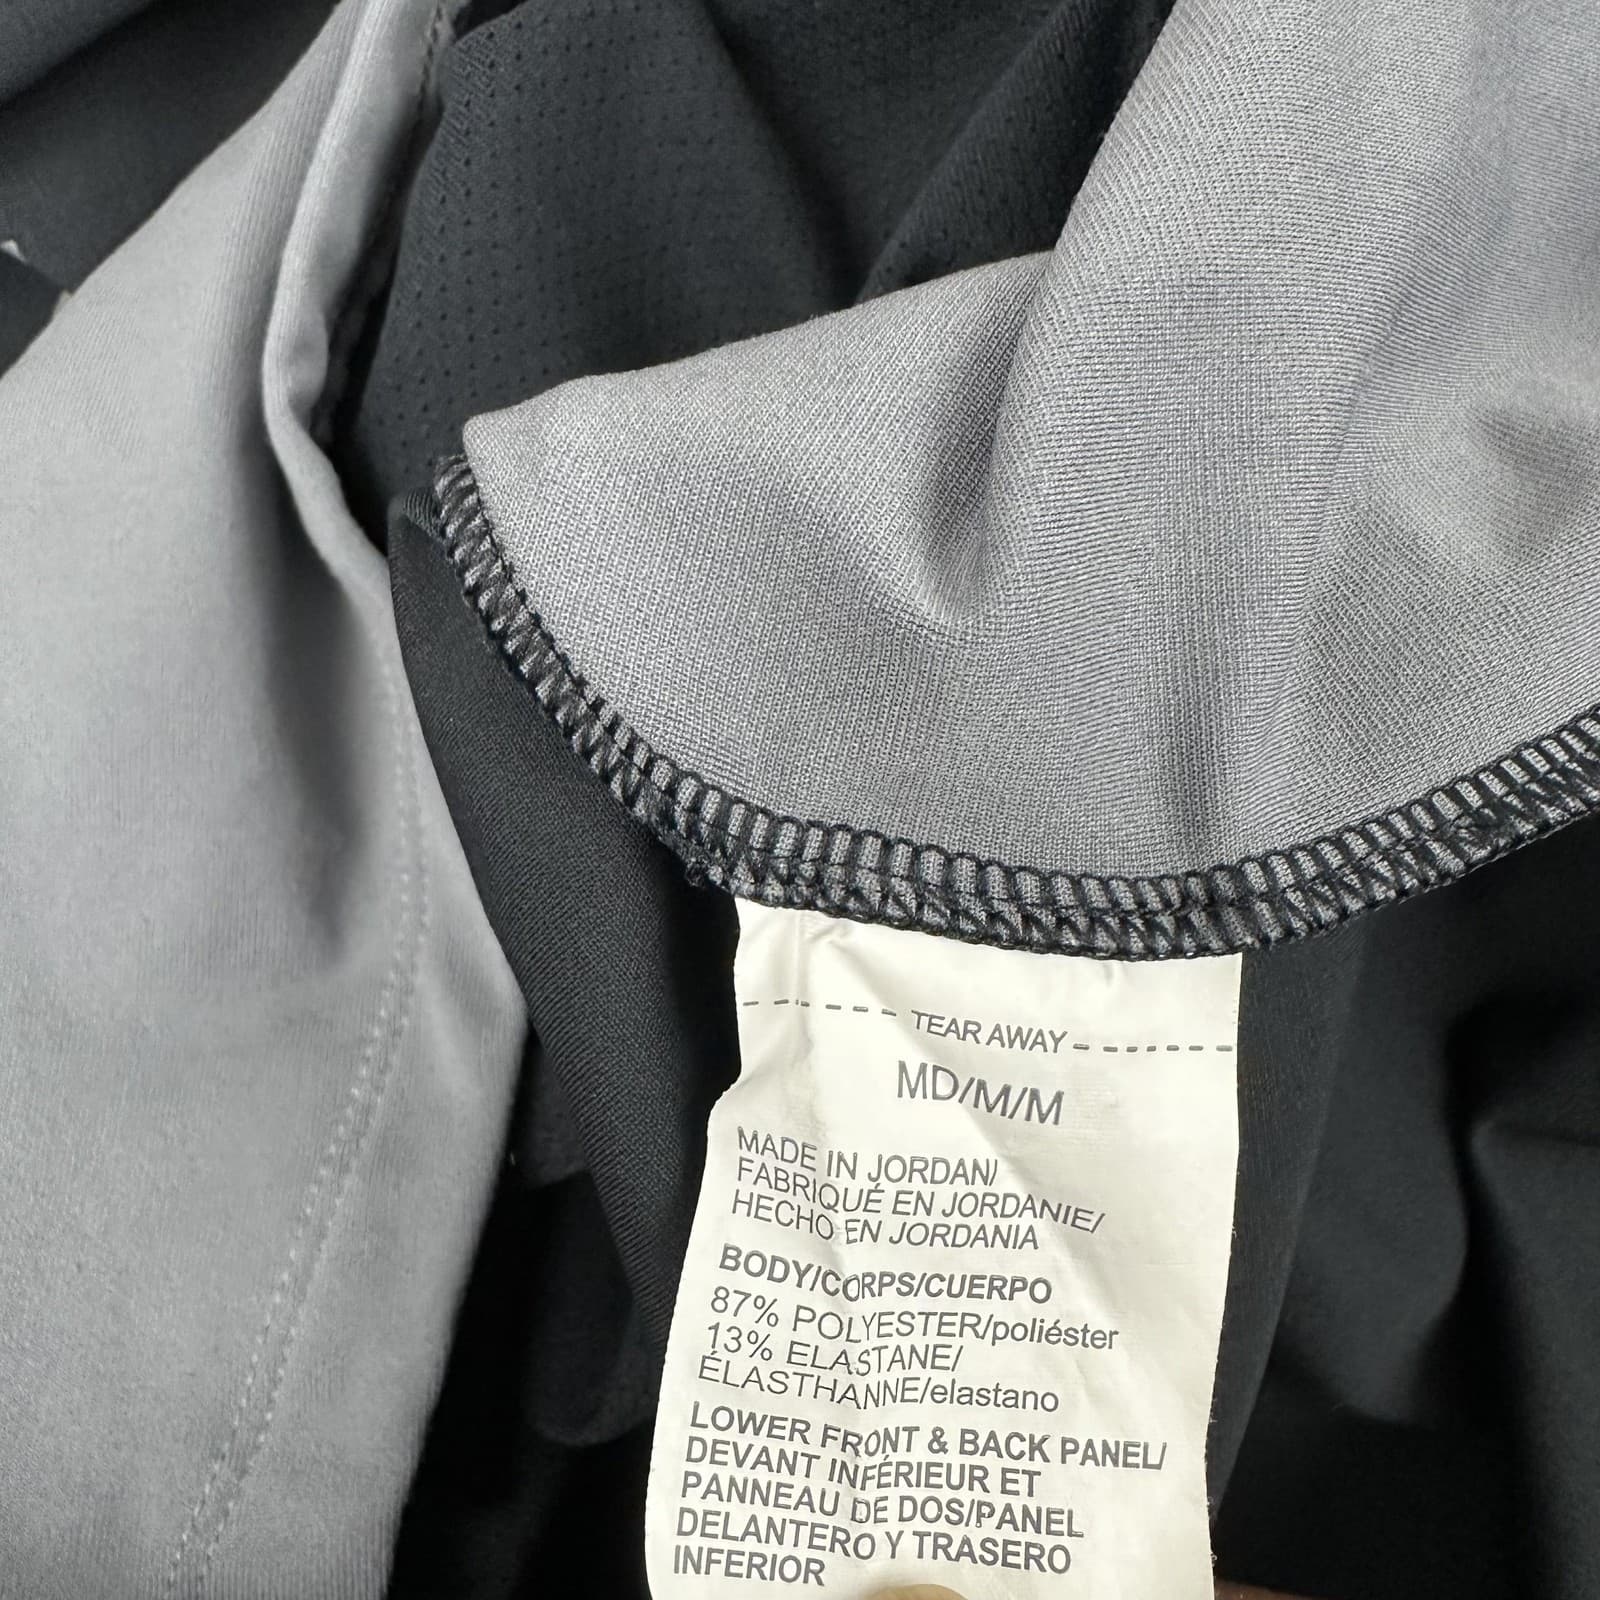 TEAR AWAY
MD/M/M
MADE IN JORDAN/
FABRIQUÉ EN JORDANIE/
HECHO EN JORDANIA
BODY/CORPS/CUERPO
87% POLYESTER/poliéster
13% ELASTANE/
ÉLASTHANNE/elastano
LOWER FRONT & BACK PANEL/
DEVANT INFÉRIEUR ET
PANNEAU DE DOS/PANEL
DELANTERO Y TRASERO
INFERIOR